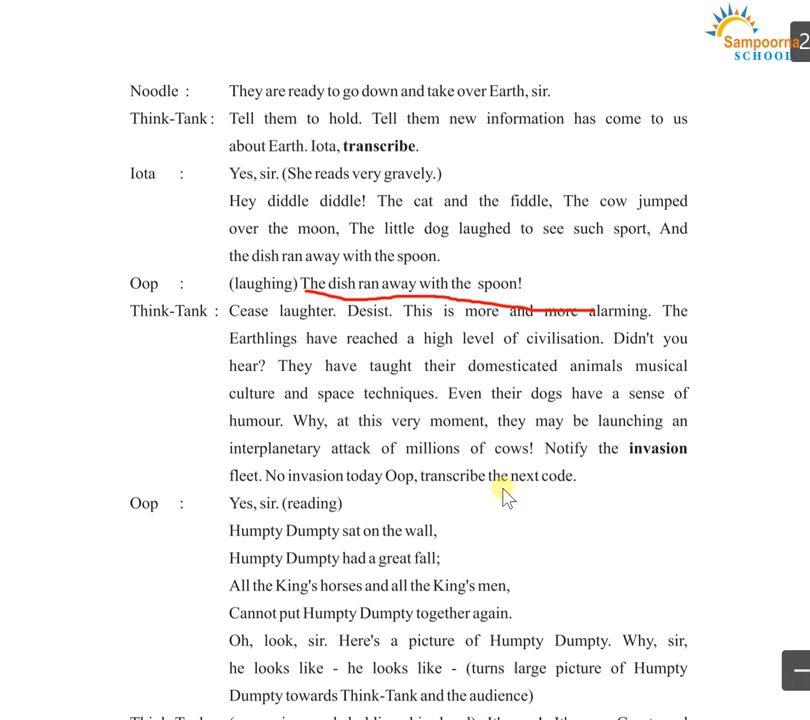 Sampoorna
2
SCHOOL
Noodle : They are ready to go down and take over Earth, sir.
Think-Tank : Tell them to hold. Tell them new information has come to us
about Earth. Iota, transcribe.
Iota : Yes, sir. (She reads very gravely.)
Hey diddle diddle! The cat and the fiddle, The cow jumped
over the moon, The little dog laughed to see such sport, And
the dish ran away with the spoon.
Oop : (laughing) The dish ran away with the spoon!
Think-Tank : Cease laughter. Desist. This is more and more alarming. The
Earthlings have reached a high level of civilisation. Didn't you
hear? They have taught their domesticated animals musical
culture and space techniques. Even their dogs have a sense of
humour. Why, at this very moment, they may be launching an
interplanetary attack of millions of cows! Notify the invasion
fleet. No invasion today Oop, transcribe the next code.
Oop : Yes, sir. (reading)
Humpty Dumpty sat on the wall,
Humpty Dumpty had a great fall;
All the King's horses and all the King's men,
Cannot put Humpty Dumpty together again.
Oh, look, sir. Here's a picture of Humpty Dumpty. Why, sir,
he looks like - he looks like - (turns large picture of Humpty
Dumpty towards Think-Tank and the audience)